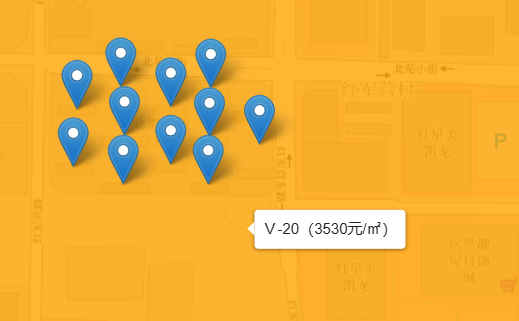 北苑小街
红军营村
红星美
凯龙
P
V-20（3530元/㎡）
居然靓
屋灯饰
城
红星美
凯龙